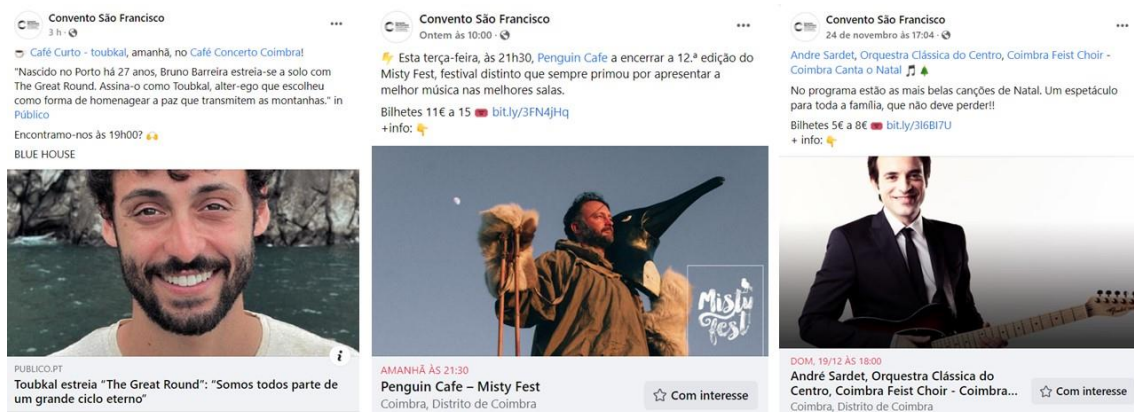 Convento São Francisco
3 h ·
Café Curto - toubkal, amanhã, no Café Concerto Coimbra!
"Nascido no Porto há 27 anos, Bruno Barreira estreia-se a solo com
The Great Round. Assina-o como Toubkal, alter-ego que escolheu
como forma de homenagear a paz que transmitem as montanhas." in
Público
Encontramo-nos às 19h00?
BLUE HOUSE
PUBLICO.PT
Toubkal estreia "The Great Round": "Somos todos parte de
um grande ciclo eterno"
Convento São Francisco
Ontem às 10:00 ·
Esta terça-feira, às 21h30, Penguin Cafe a encerrar a 12.ª edição do
Misty Fest, festival distinto que sempre primou por apresentar a
melhor música nas melhores salas.
Bilhetes 11€ a 15 bit.ly/3FN4jHq
+info:
Misty
fest
AMANHÃ ÀS 21:30
Penguin Cafe – Misty Fest
Coimbra, Distrito de Coimbra
Com interesse
Convento São Francisco
24 de novembro às 17:04 ·
Andre Sardet, Orquestra Clássica do Centro, Coimbra Feist Choir -
Coimbra Canta o Natal
No programa estão as mais belas canções de Natal. Um espetáculo
para toda a família, que não deve perder!!
Bilhetes 5€ a 8€ bit.ly/3l6BI7U
+ info:
DOM, 19/12 ÀS 18:00
André Sardet, Orquestra Clássica do
Centro, Coimbra Feist Choir - Coimbra...
Coimbra, Distrito de Coimbra
Com interesse